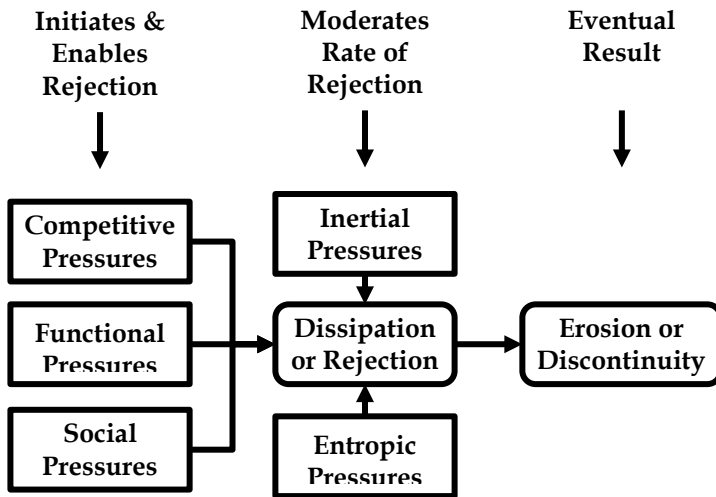 Initiates &
Enables
Rejection
Moderates
Rate of
Rejection
Eventual
Result
Competitive
Pressures
Functional
Pressures
Social
Pressures
Inertial
Pressures
Dissipation
or Rejection
Entropic
Pressures
Erosion or
Discontinuity